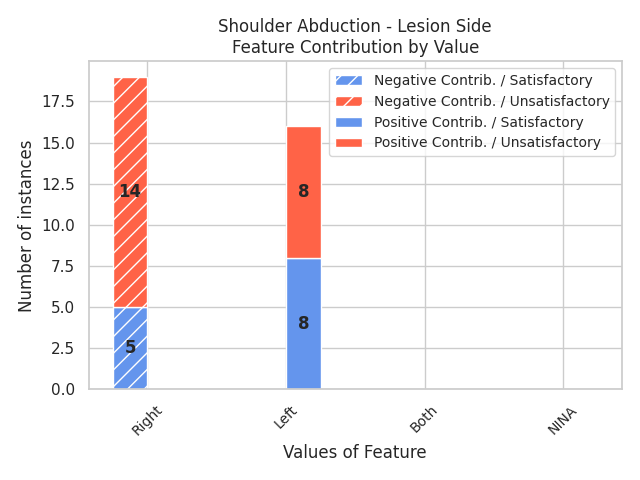 Shoulder Abduction - Lesion Side
Feature Contribution by Value
Negative Contrib. / Satisfactory
Negative Contrib. / Unsatisfactory
Positive Contrib. / Satisfactory
Positive Contrib. / Unsatisfactory
Number of instances
17.5
15.0
12.5
10.0
7.5
5.0
2.5
0.0
14
8
5
8
Right
Left
Both
NINA
Values of Feature